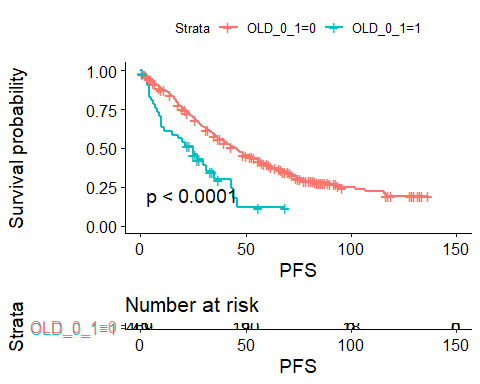 Strata OLD_0_1=0 OLD_0_1=1
Survival probability
1.00
0.75
0.50
0.25
0.00
p < 0.0001
0 50 100 150
PFS
Number at risk
Strata
0 50 100 150
PFS